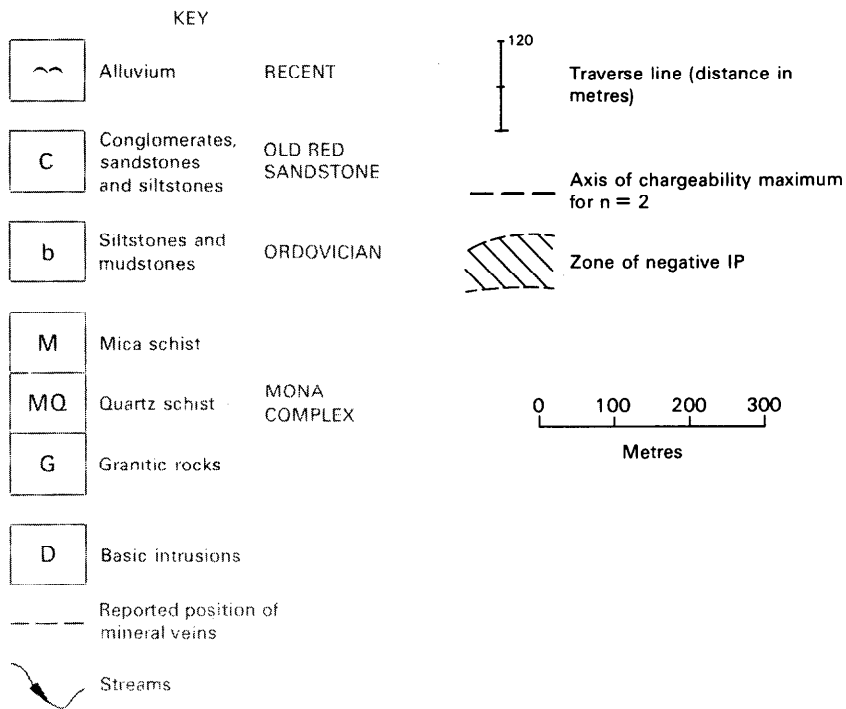 KEY
Alluvium
RECENT
C
Conglomerates,
sandstones
and siltstones
OLD RED
SANDSTONE
b
Siltstones and
mudstones
ORDOVICIAN
M
Mica schist
MQ
Quartz schist
MONA
COMPLEX
G
Granitic rocks
D
Basic intrusions
Reported position of
mineral veins
Streams
120
Traverse line (distance in
metres)
Axis of chargeability maximum
for n = 2
Zone of negative IP
0 100 200 300
Metres